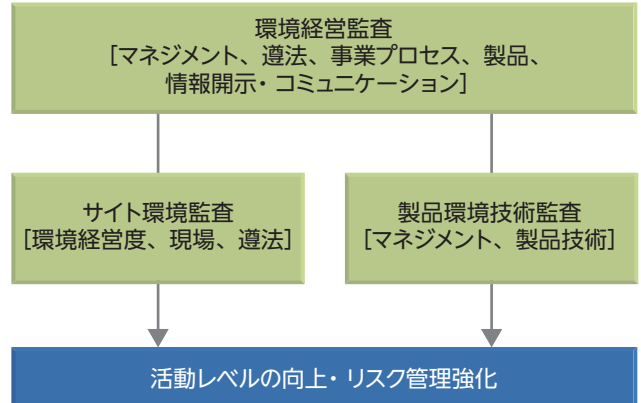 環境経営監査
[マネジメント、遵法、事業プロセス、製品、
情報開示・コミュニケーション]
サイト環境監査
[環境経営度、現場、遵法]
製品環境技術監査
[マネジメント、製品技術]
活動レベルの向上・リスク管理強化